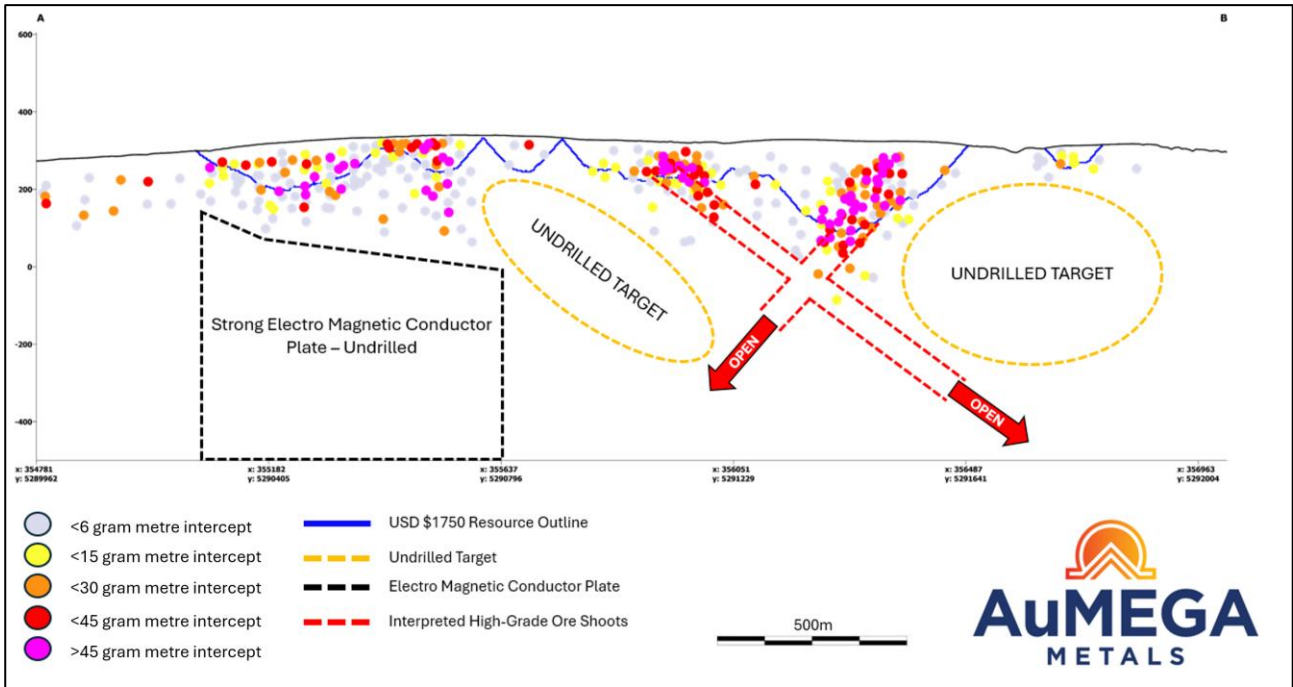 A
B
600
400
200
0
-200
-400
UNDRILLED TARGET
UNDRILLED TARGET
Strong Electro Magnetic Conductor
Plate – Undrilled
OPEN
OPEN
x: 354781
y: 5289962
x: 355182
y: 5290405
x: 355637
y: 5290796
x: 356051
y: 5291229
x: 356487
y: 5291641
x: 356963
y: 5292004
<6 gram metre intercept
<15 gram metre intercept
<30 gram metre intercept
<45 gram metre intercept
>45 gram metre intercept
USD $1750 Resource Outline
Undrilled Target
Electro Magnetic Conductor Plate
Interpreted High-Grade Ore Shoots
500m
AuMEGA
METALS